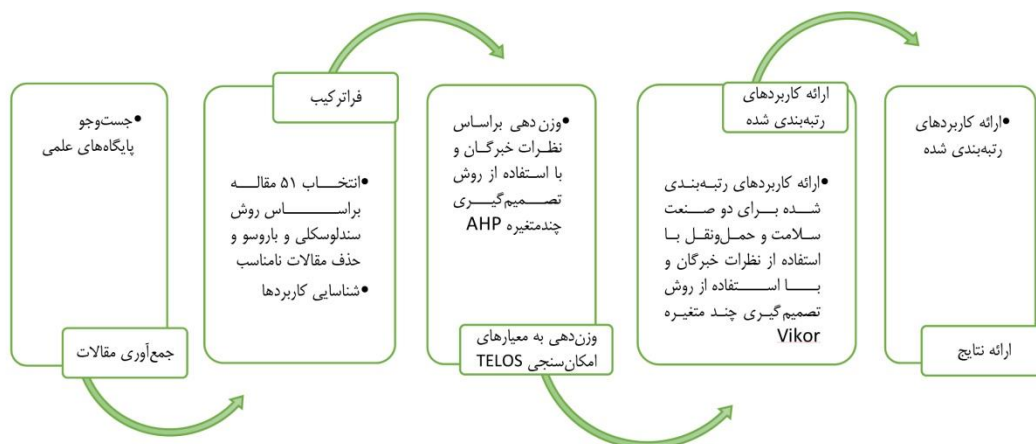 جست‌وجو
پایگاه‌های علمی
جمع‌آوری مقالات
فراترکیب
انتخاب ۵۱ مقاله
براساس روش
سندلوسکلی و باروسو و
حذف مقالات نامناسب
شناسایی کاربردها
وزن‌دهی براساس
نظرات خبرگان و
با استفاده از روش
تصمیم‌گیری
چندمتغیره AHP
وزن‌دهی به معیارهای
امکان‌سنجی TELOS
ارائه کاربردهای
رتبه‌بندی شده
ارائه کاربردهای رتبه‌بندی
شده برای دو صنعت
سلامت و حمل‌ونقل با
استفاده از نظرات خبرگان و
با استفاده از روش
تصمیم‌گیری چند متغیره
Vikor
ارائه کاربردهای
رتبه‌بندی شده
ارائه نتایج